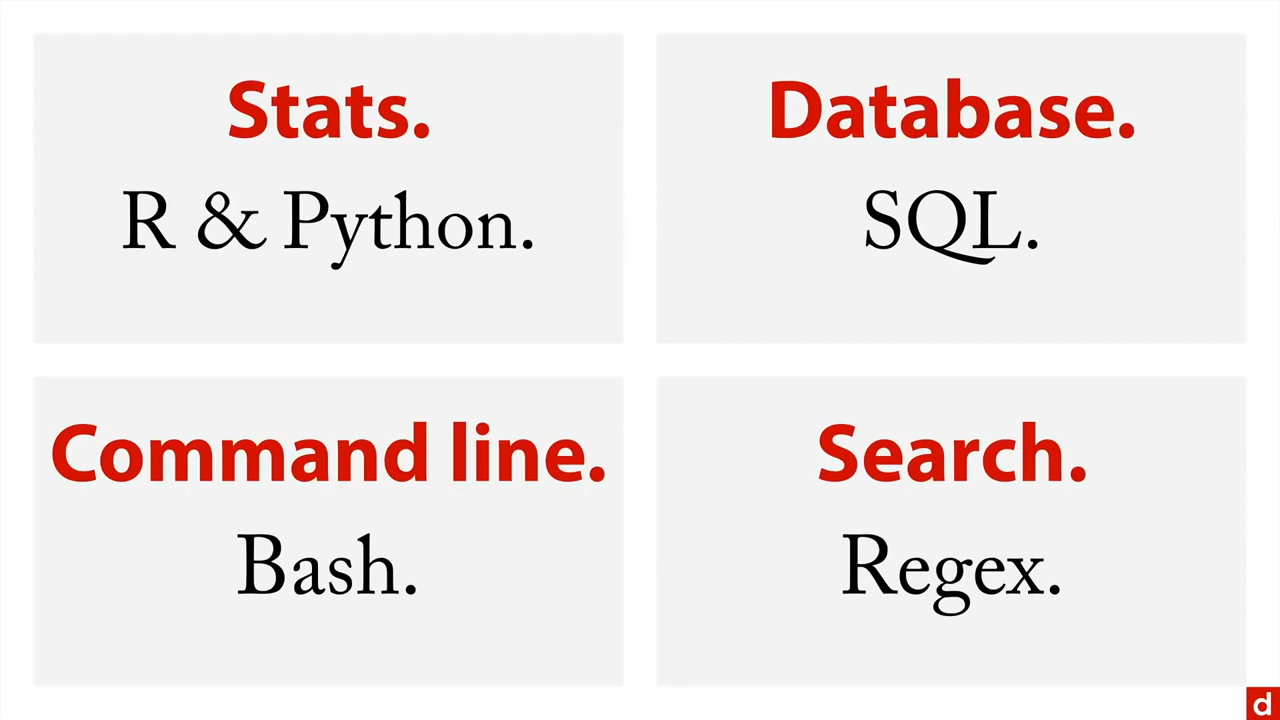 Stats.
R & Python.
Database.
SQL.
Command line.
Bash.
Search.
Regex.
d